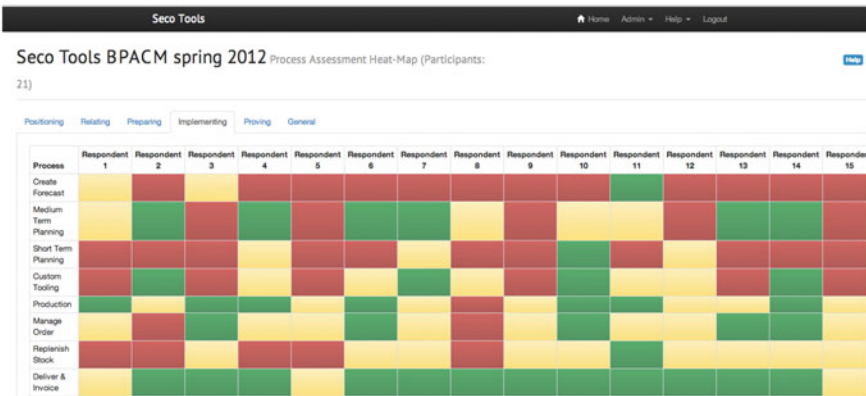 Seco Tools
Home Admin Help Logout
Seco Tools BPACM spring 2012 Process Assessment Heat-Map (Participants:
21)
Help
Positioning Relating Preparing Implementing Proving General
Process Respondent Respondent Respondent Respondent Respondent Respondent Respondent Respondent Respondent Respondent Respondent Respondent Respondent Respondent Responden
1 2 3 4 5 6 7 8 9 10 11 12 13 14 15
Create
Forecast
Medium
Term
Planning
Short Term
Planning
Custom
Tooling
Production
Manage
Order
Replenish
Stock
Deliver &
Invoice